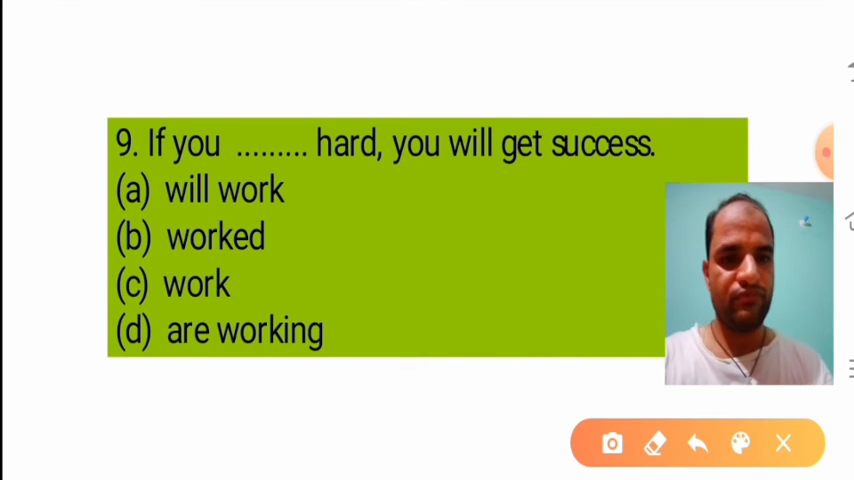 9. If you ......... hard, you will get success.
(a) will work
(b) worked
(c) work
(d) are working